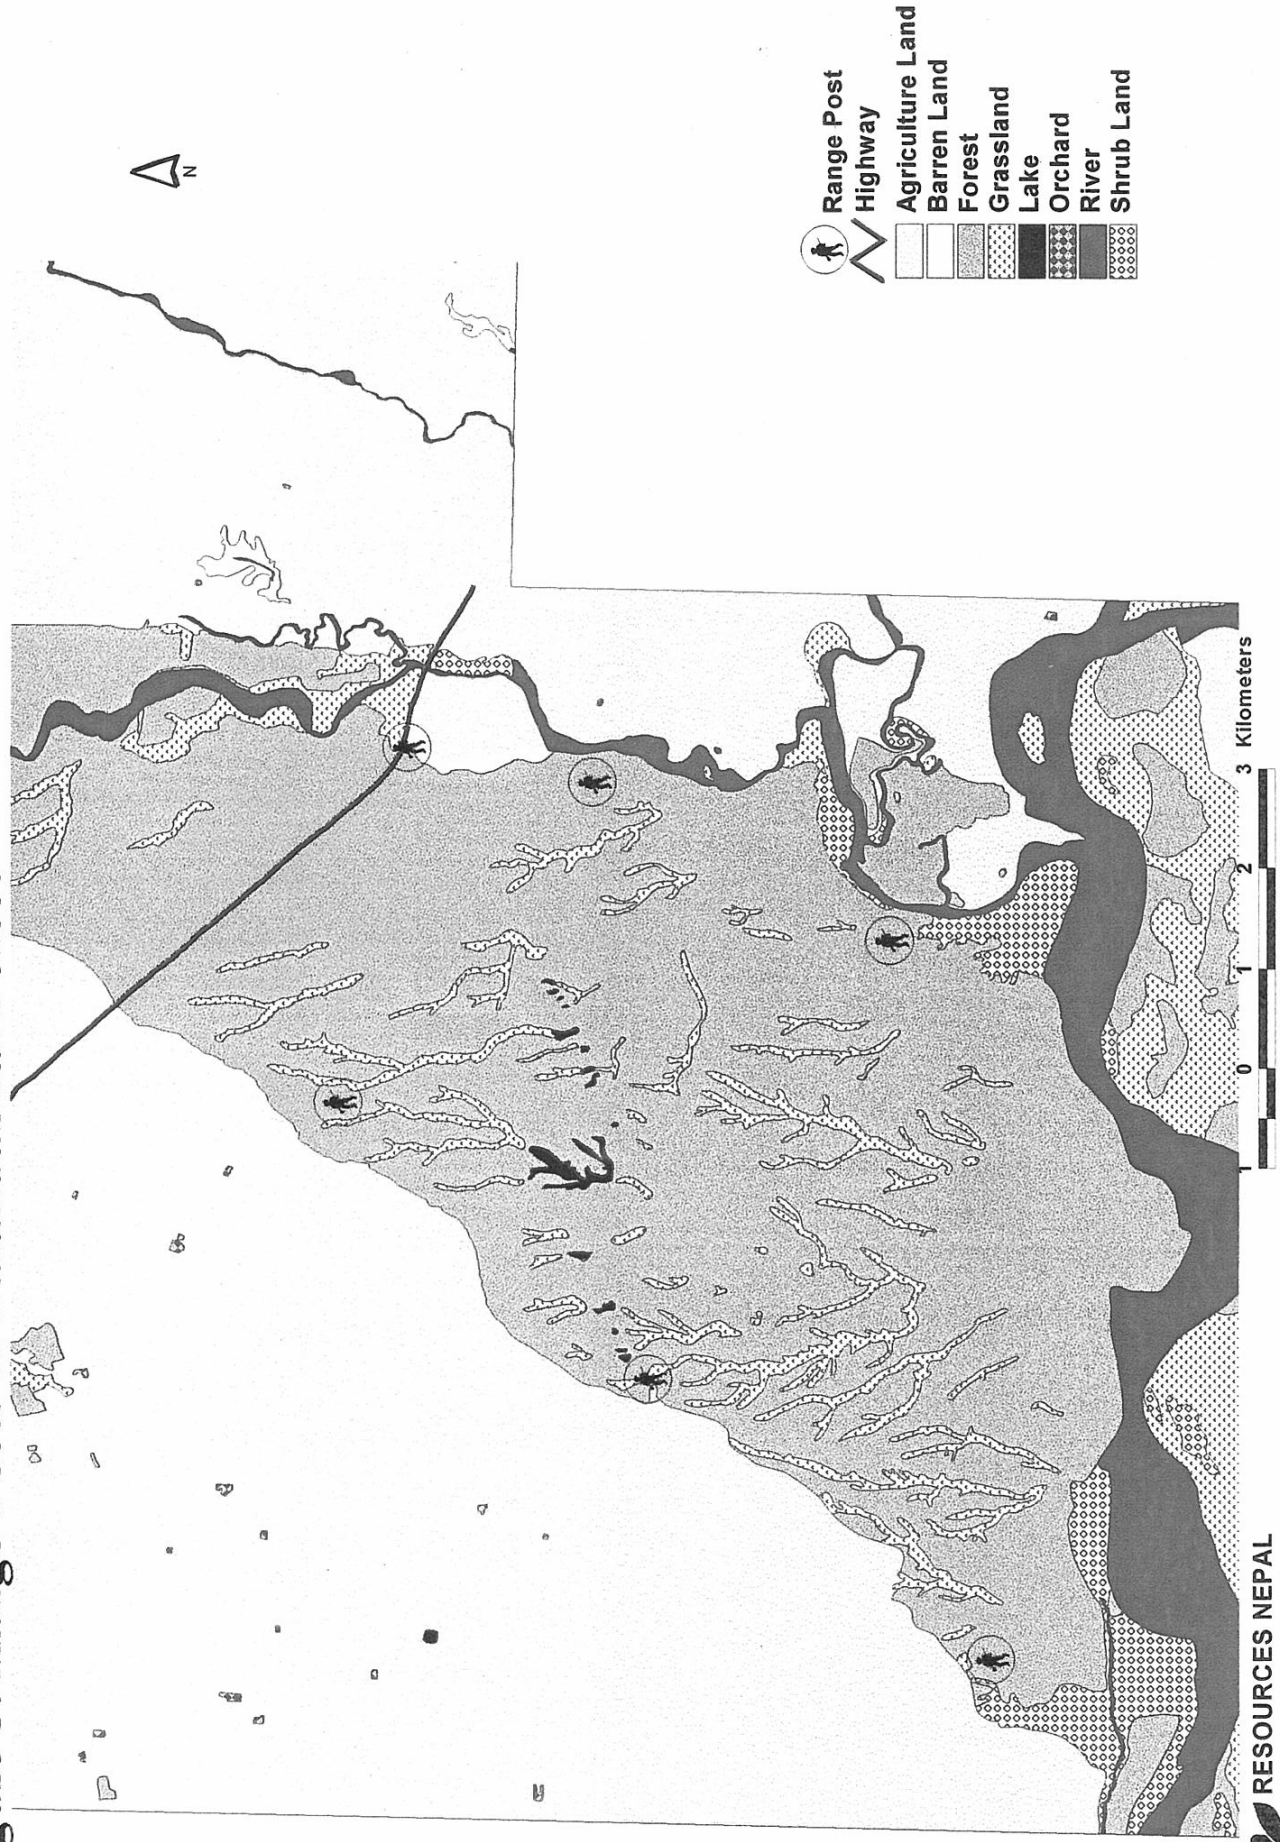 N
Range Post
Highway
Agriculture Land
Barren Land
Forest
Grassland
Lake
Orchard
River
Shrub Land
1 0 1 2 3 Kilometers
RESOURCES NEPAL